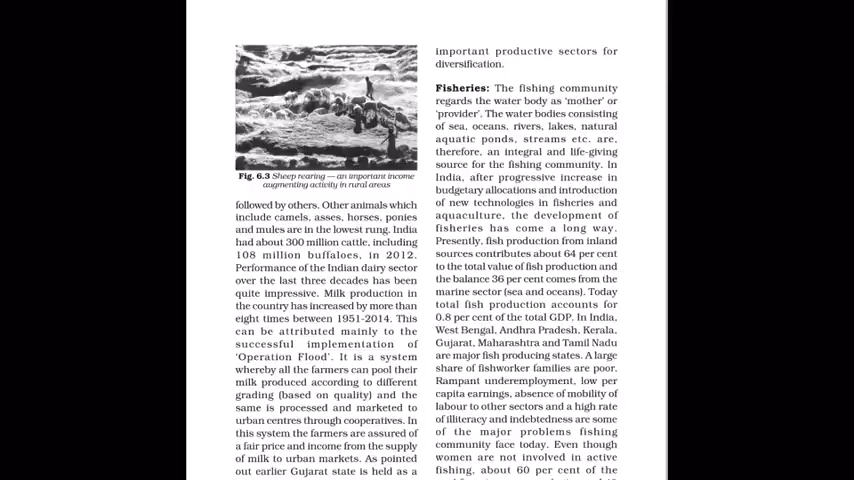 Fig. 6.3 Sheep rearing — an important income
augmenting activity in rural areas
followed by others. Other animals which
include camels, asses, horses, ponies
and mules are in the lowest rung. India
had about 300 million cattle, including
108 million buffaloes, in 2012.
Performance of the Indian dairy sector
over the last three decades has been
quite impressive. Milk production in
the country has increased by more than
eight times between 1951-2014. This
can be attributed mainly to the
successful implementation of
‘Operation Flood’. It is a system
whereby all the farmers can pool their
milk produced according to different
grading (based on quality) and the
same is processed and marketed to
urban centres through cooperatives. In
this system the farmers are assured of
a fair price and income from the supply
of milk to urban markets. As pointed
out earlier Gujarat state is held as a
important productive sectors for
diversification.
Fisheries: The fishing community
regards the water body as ‘mother’ or
‘provider’. The water bodies consisting
of sea, oceans, rivers, lakes, natural
aquatic ponds, streams etc. are,
therefore, an integral and life-giving
source for the fishing community. In
India, after progressive increase in
budgetary allocations and introduction
of new technologies in fisheries and
aquaculture, the development of
fisheries has come a long way.
Presently, fish production from inland
sources contributes about 64 per cent
to the total value of fish production and
the balance 36 per cent comes from the
marine sector (sea and oceans). Today
total fish production accounts for
0.8 per cent of the total GDP. In India,
West Bengal, Andhra Pradesh, Kerala,
Gujarat, Maharashtra and Tamil Nadu
are major fish producing states. A large
share of fishworker families are poor.
Rampant underemployment, low per
capita earnings, absence of mobility of
labour to other sectors and a high rate
of illiteracy and indebtedness are some
of the major problems fishing
community face today. Even though
women are not involved in active
fishing, about 60 per cent of the